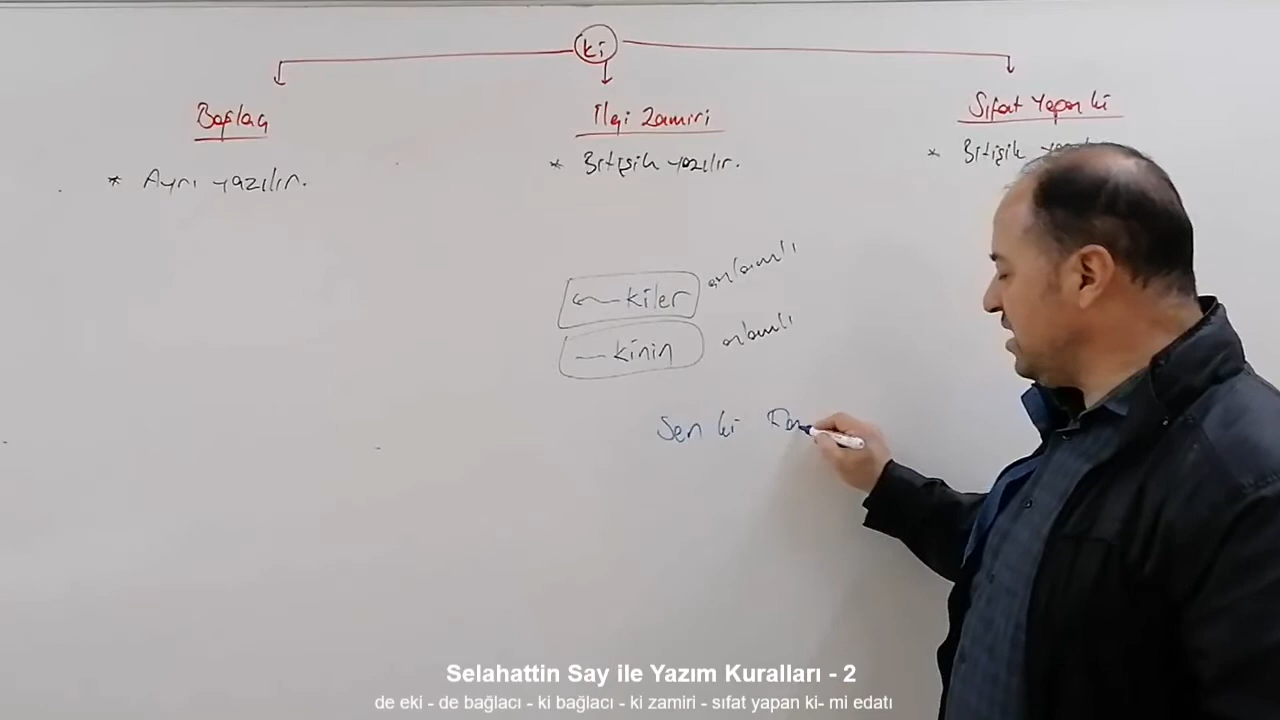 ki
Bağlaç
İlgi Zamiri
Sıfat Yapan ki
* Ayrı yazılır.
* Bitişik yazılır.
* Bitişik
kiler anlamlı
kinin anlamlı
Sen ki
Selahattin Say ile Yazım Kuralları - 2
de eki - de bağlacı - ki bağlacı - ki zamiri - sıfat yapan ki- mi edatı